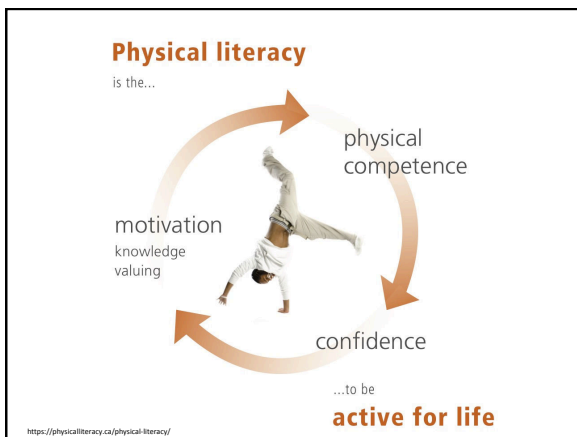 Physical literacy
is the...
physical
competence
motivation
knowledge
valuing
confidence
...to be
active for life
https://physicalliteracy.ca/physical-literacy/